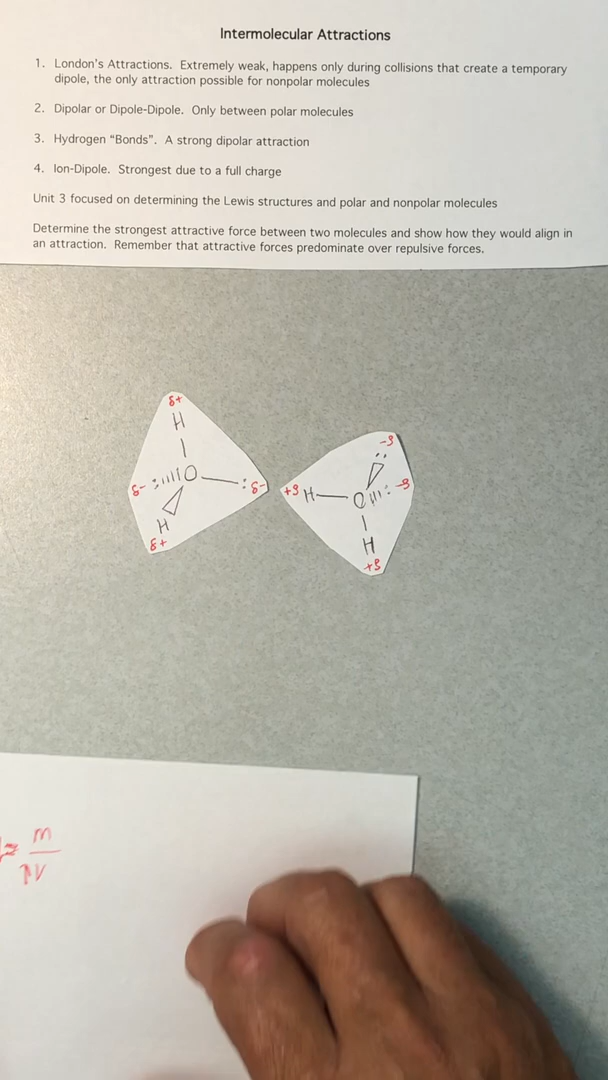 Intermolecular Attractions
1. London's Attractions. Extremely weak, happens only during collisions that create a temporary
dipole, the only attraction possible for nonpolar molecules
2. Dipolar or Dipole-Dipole. Only between polar molecules
3. Hydrogen "Bonds". A strong dipolar attraction
4. Ion-Dipole. Strongest due to a full charge
Unit 3 focused on determining the Lewis structures and polar and nonpolar molecules
Determine the strongest attractive force between two molecules and show how they would align in
an attraction. Remember that attractive forces predominate over repulsive forces.
δ+
H
δ- O δ-
H
δ+
δ-
δ+ H O δ-
H
δ+
m